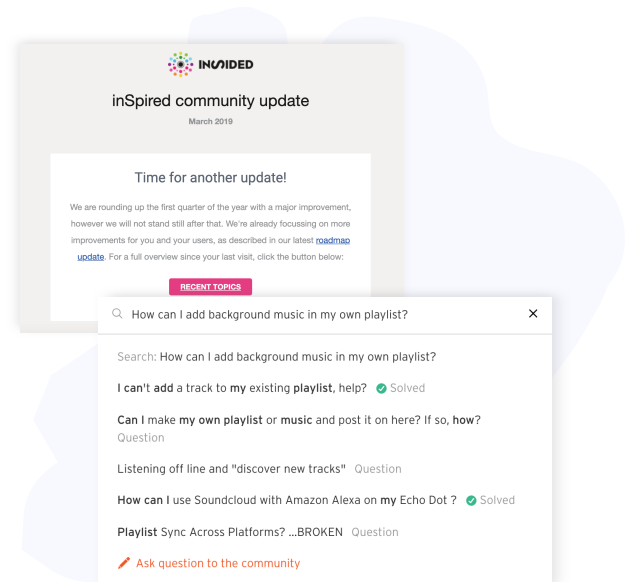 INSIDED
inSpired community update
March 2019
Time for another update!
We are rounding up the first quarter of the year with a major improvement,
however we will not stand still after that. We're already focussing on more
improvements for you and your users, as described in our latest roadmap
update. For a full overview since your last visit, click the button below:
RECENT TOPICS
How can I add background music in my own playlist?
Search: How can I add background music in my own playlist?
I can't add a track to my existing playlist, help? Solved
Can I make my own playlist or music and post it on here? If so, how?
Question
Listening off line and "discover new tracks" Question
How can I use Soundcloud with Amazon Alexa on my Echo Dot ? Solved
Playlist Sync Across Platforms? ...BROKEN Question
Ask question to the community